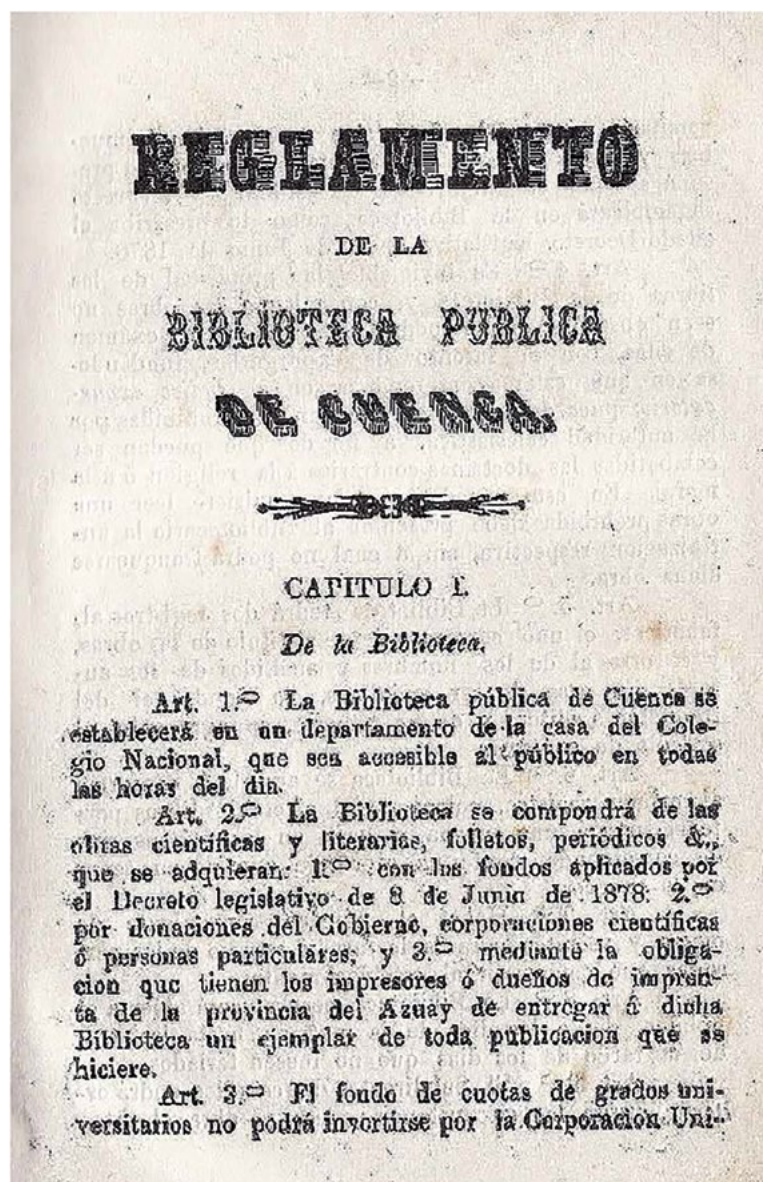 REGLAMENTO
DE LA
BIBLIOTECA PUBLICA
DE CUENCA.
CAPITULO I.
De la Biblioteca.
Art. 1.º La Biblioteca pública de Cuenca se
establecerá en un departamento de la casa del Cole-
gio Nacional, que sea accesible al público en todas
las horas del dia.
Art. 2.º La Biblioteca se compondrá de las
obras científicas y literarias, folletos, periódicos &.,
que se adquieran: 1.º con los fondos aplicados por
el Decreto legislativo de 8 de Junio de 1878: 2.º
por donaciones del Gobierno, corporaciones científicas
ó personas particulares; y 3.º mediante la obliga-
cion que tienen los impresores ó dueños de impren-
ta de la provincia del Azuay de entregar á dicha
Biblioteca un ejemplar de toda publicacion que se
hiciere.
Art. 3.º El fondo de cuotas de grados uni-
versitarios no podrá invertirse por la Corporacion Uni-